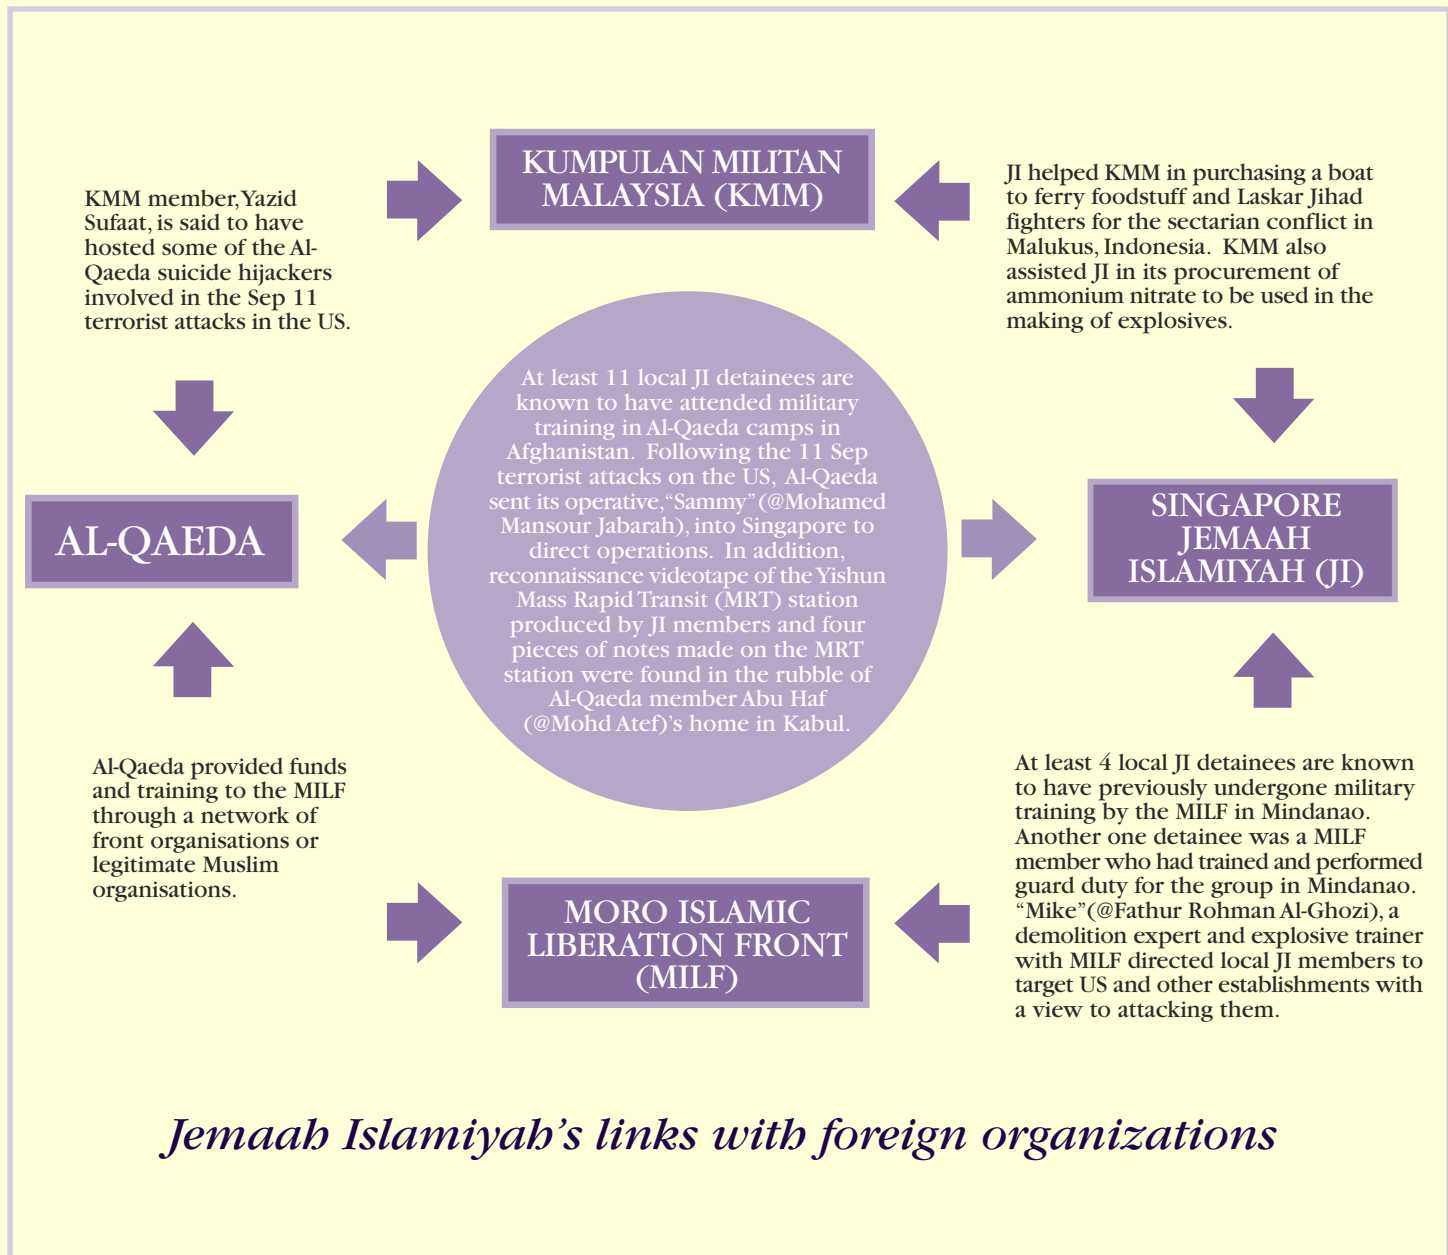 KUMPULAN MILITAN
MALAYSIA (KMM)
KMM member, Yazid
Sufaat, is said to have
hosted some of the Al-
Qaeda suicide hijackers
involved in the Sep 11
terrorist attacks in the US.
JI helped KMM in purchasing a boat
to ferry foodstuff and Laskar Jihad
fighters for the sectarian conflict in
Malukus, Indonesia. KMM also
assisted JI in its procurement of
ammonium nitrate to be used in the
making of explosives.
At least 11 local JI detainees are
known to have attended military
training in Al-Qaeda camps in
Afghanistan. Following the 11 Sep
terrorist attacks on the US, Al-Qaeda
sent its operative, “Sammy” (@Mohamed
Mansour Jabarah), into Singapore to
direct operations. In addition,
reconnaissance videotape of the Yishun
Mass Rapid Transit (MRT) station
produced by JI members and four
pieces of notes made on the MRT
station were found in the rubble of
Al-Qaeda member Abu Haf
(@Mohd Atef)’s home in Kabul.
AL-QAEDA
SINGAPORE
JEMAAH
ISLAMIYAH (JI)
Al-Qaeda provided funds
and training to the MILF
through a network of
front organisations or
legitimate Muslim
organisations.
At least 4 local JI detainees are known
to have previously undergone military
training by the MILF in Mindanao.
Another one detainee was a MILF
member who had trained and performed
guard duty for the group in Mindanao.
“Mike”(@Fathur Rohman Al-Ghozi), a
demolition expert and explosive trainer
with MILF directed local JI members to
target US and other establishments with
a view to attacking them.
MORO ISLAMIC
LIBERATION FRONT
(MILF)
Jemaah Islamiyah’s links with foreign organizations